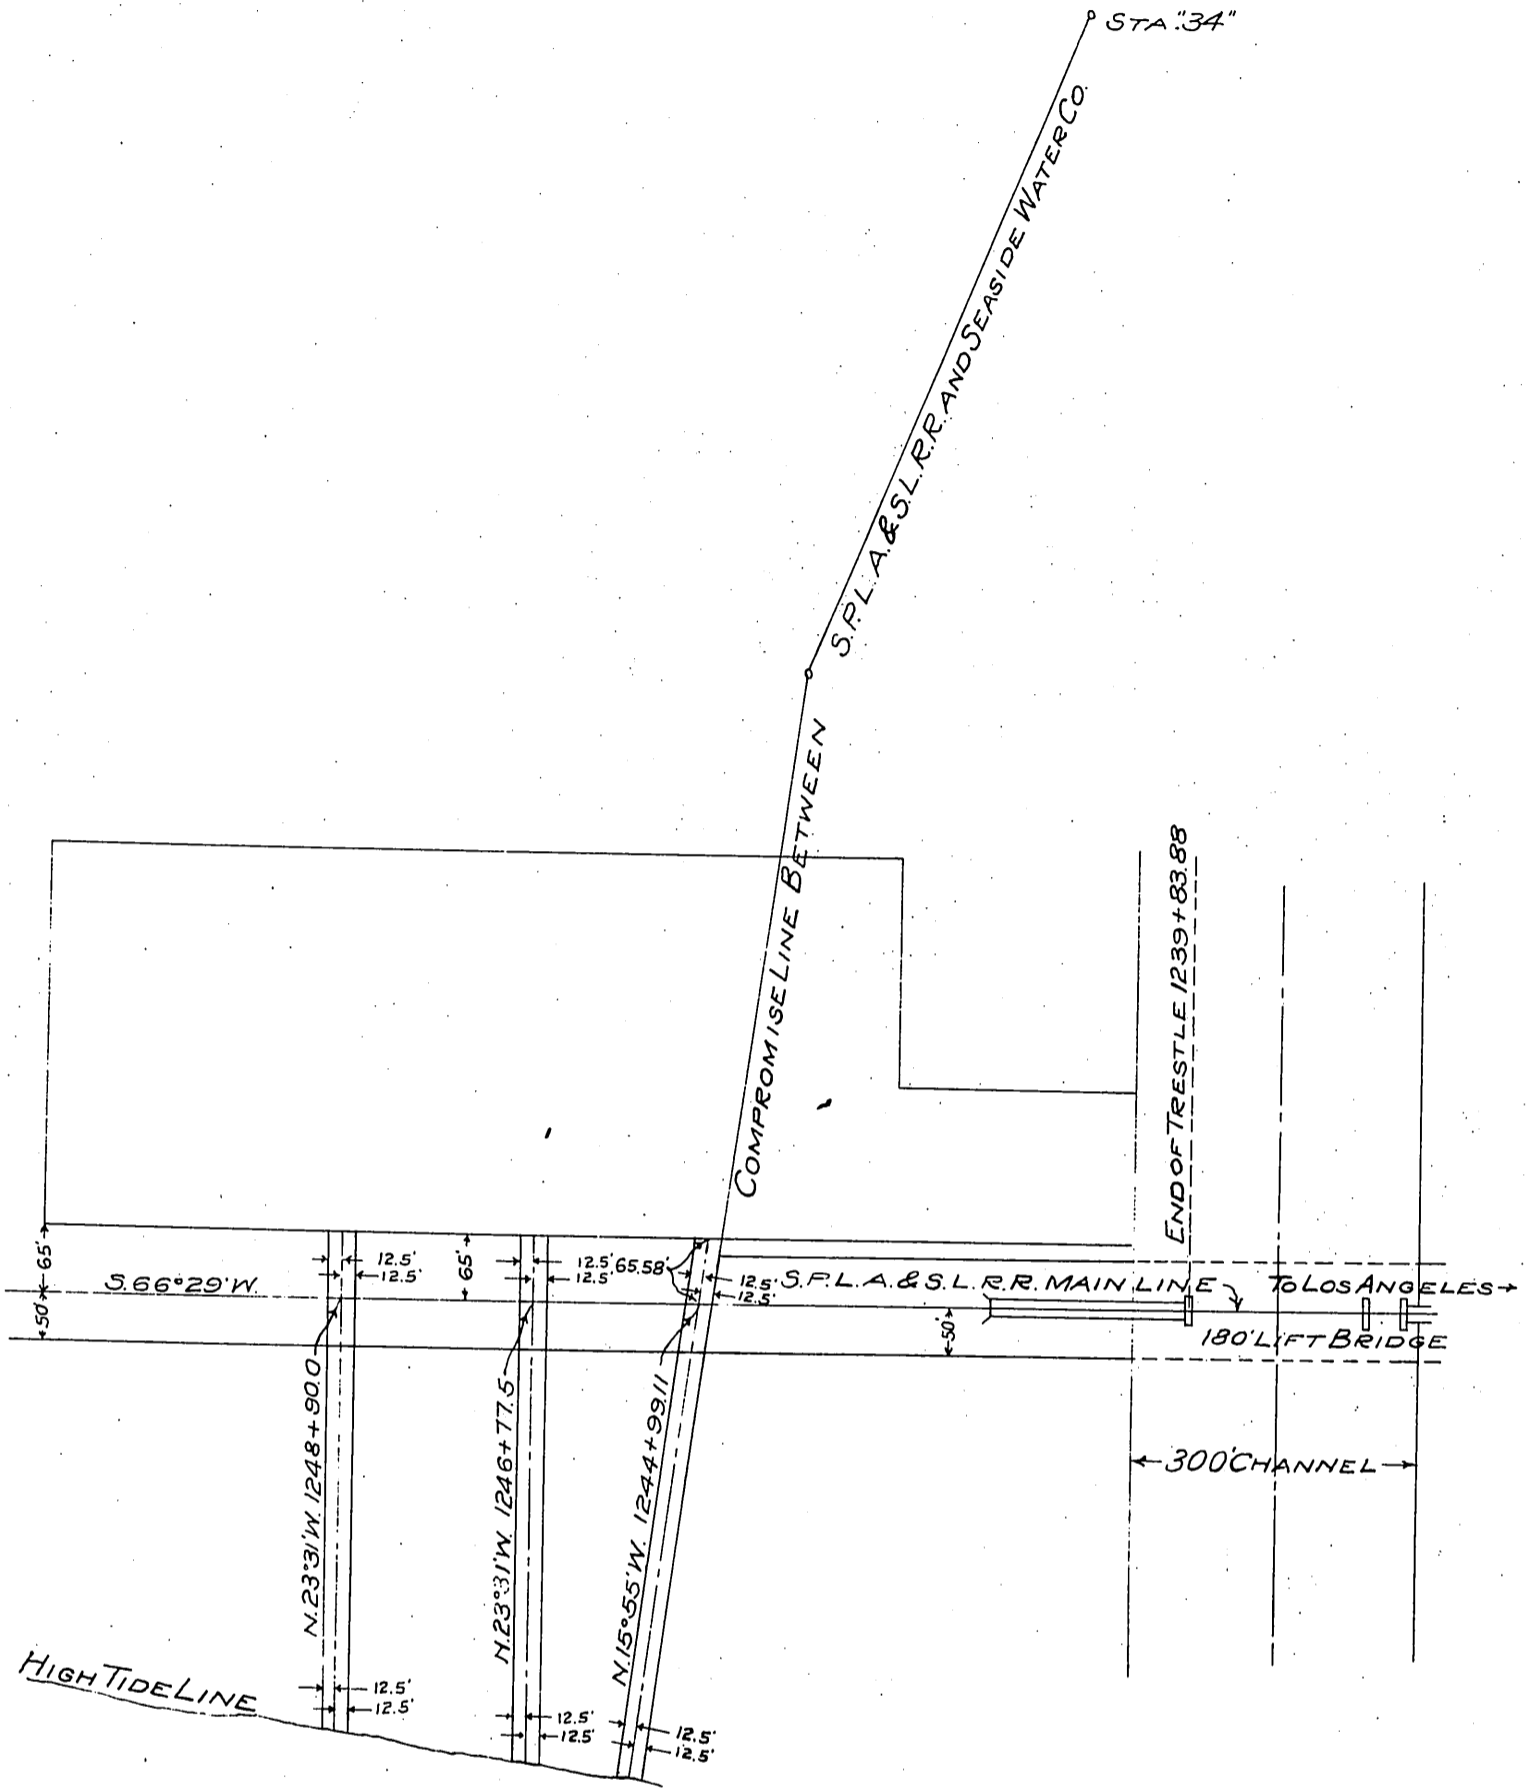 STA."34"
COMPROMISE LINE BETWEEN S.P.L.A.&S.L.R.R. AND SEASIDE WATER CO.
END OF TRESTLE 1239+83.88
65'
50'
S.66°29'W.
12.5'
12.5'
65'
12.5'
12.5'
65.58'
12.5'
12.5'
S.P.L.A.&S.L.R.R. MAIN LINE
TO LOS ANGELES
50'
180' LIFT BRIDGE
N.23°31'W. 1248+90.0
N.23°31'W. 1246+77.5
N.15°55'W. 1244+99.11
300' CHANNEL
HIGH TIDE LINE
12.5'
12.5'
12.5'
12.5'
12.5'
12.5'